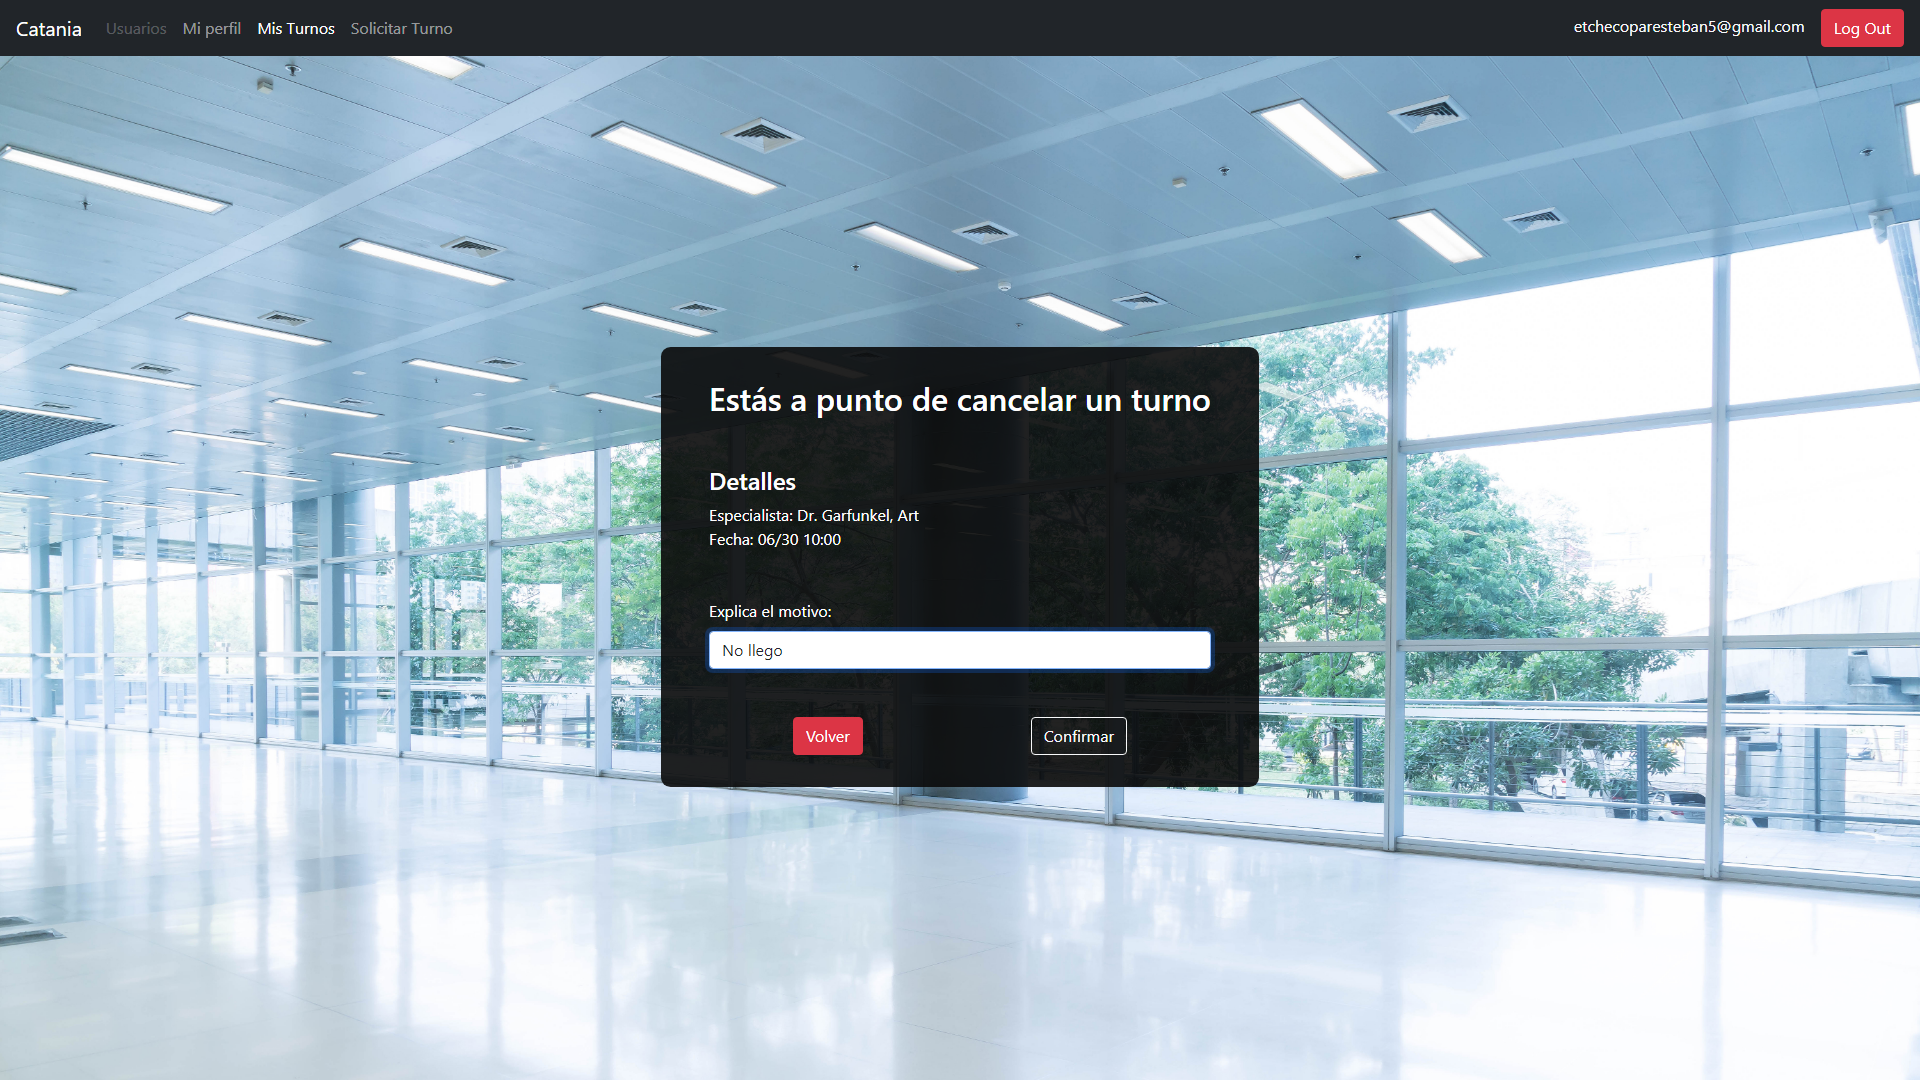 Catania Usuarios Mi perfil Mis Turnos Solicitar Turno etchecoparesteban5@gmail.com Log Out
Estás a punto de cancelar un turno
Detalles
Especialista: Dr. Garfunkel, Art
Fecha: 06/30 10:00
Explica el motivo:
No llego
Volver Confirmar